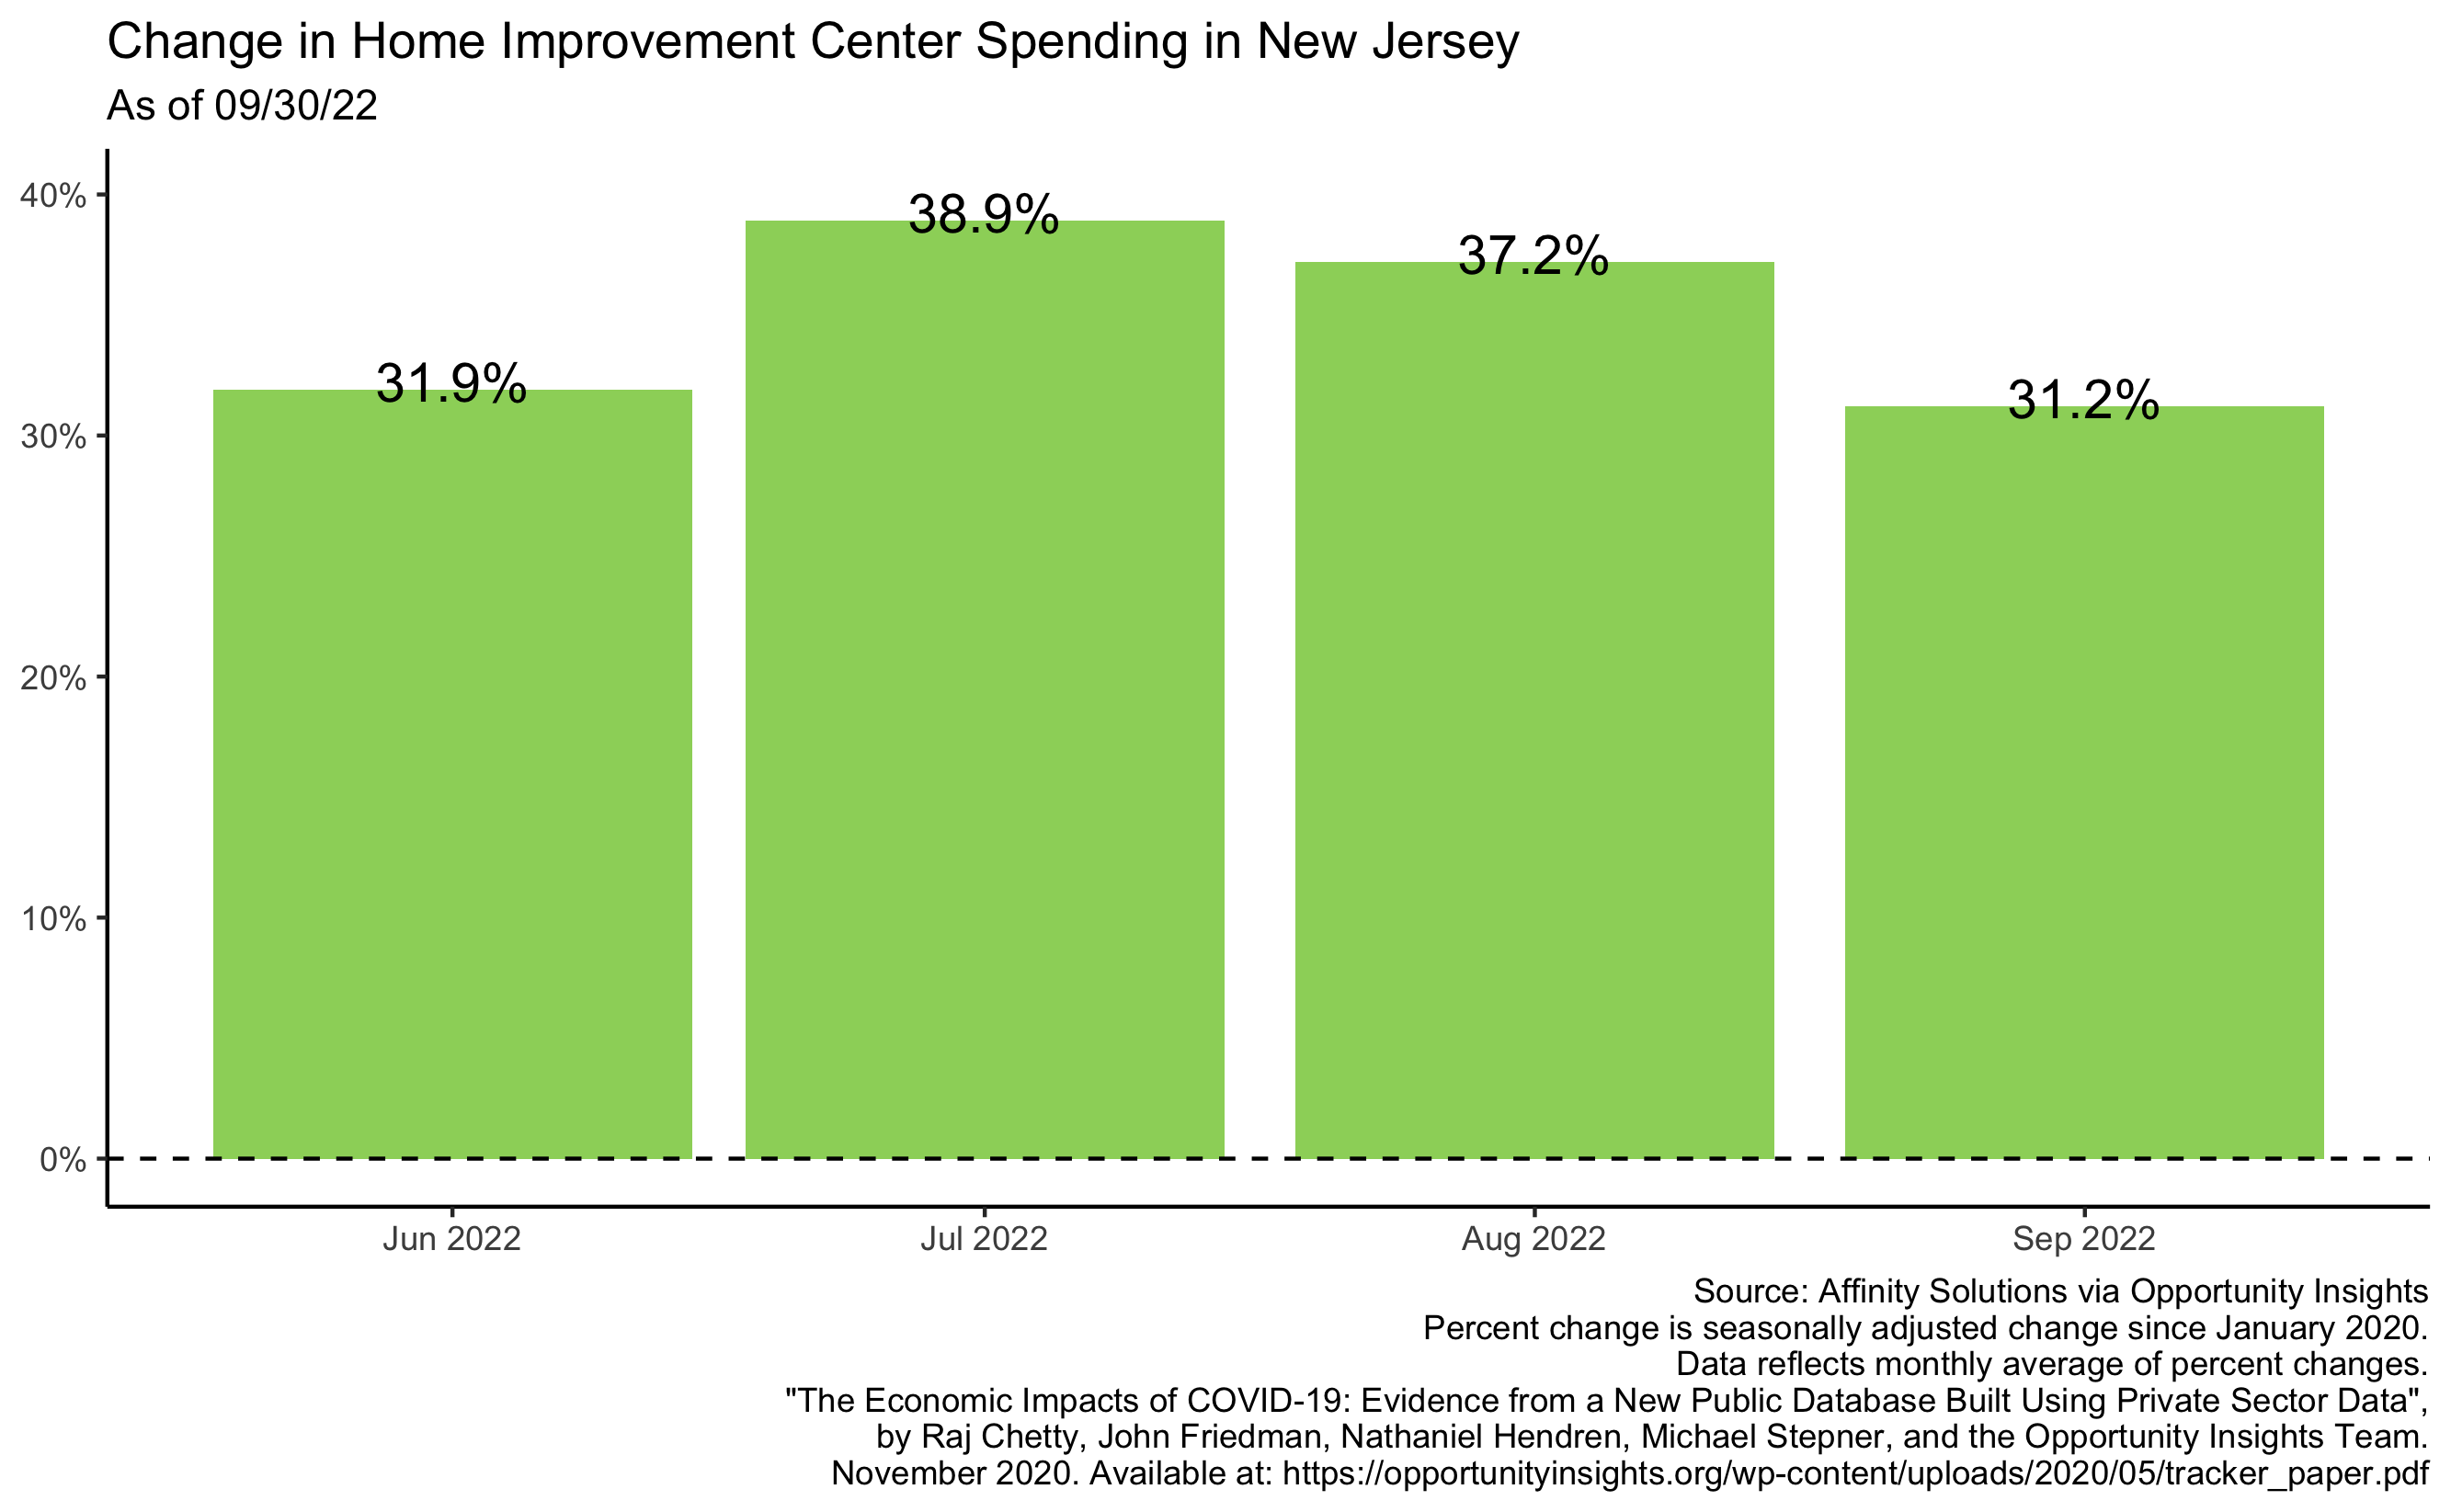 Change in Home Improvement Center Spending in New Jersey
As of 09/30/22
40%
30%
20%
10%
0%
31.9%
38.9%
37.2%
31.2%
Jun 2022
Jul 2022
Aug 2022
Sep 2022
Source: Affinity Solutions via Opportunity Insights
Percent change is seasonally adjusted change since January 2020.
Data reflects monthly average of percent changes.
"The Economic Impacts of COVID-19: Evidence from a New Public Database Built Using Private Sector Data",
by Raj Chetty, John Friedman, Nathaniel Hendren, Michael Stepner, and the Opportunity Insights Team.
November 2020. Available at: https://opportunityinsights.org/wp-content/uploads/2020/05/tracker_paper.pdf